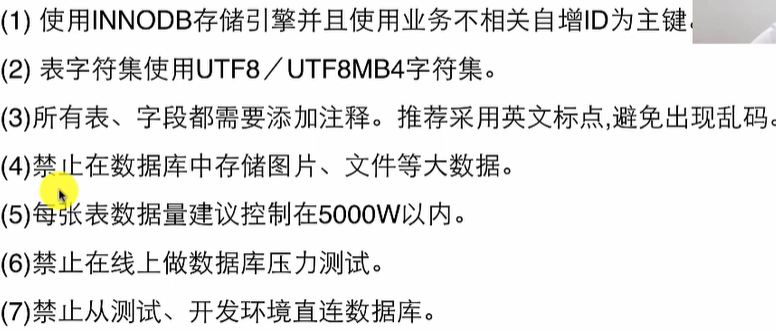 (1) 使用INNODB存储引擎并且使用业务不相关自增ID为主键。
(2) 表字符集使用UTF8／UTF8MB4字符集。
(3)所有表、字段都需要添加注释。推荐采用英文标点,避免出现乱码。
(4)禁止在数据库中存储图片、文件等大数据。
(5)每张表数据量建议控制在5000W以内。
(6)禁止在线上做数据库压力测试。
(7)禁止从测试、开发环境直连数据库。